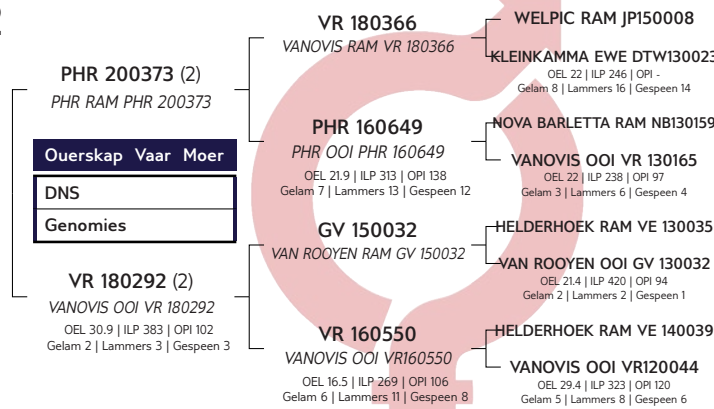 PHR 200373 (2)
PHR RAM PHR 200373
Ouerskap Vaar Moer
DNS
Genomies
VR 180292 (2)
VANOVIS OOI VR 180292
OEL 30.9 | ILP 383 | OPI 102
Gelam 2 | Lammers 3 | Gespeen 3
VR 180366
VANOVIS RAM VR 180366
PHR 160649
PHR OOI PHR 160649
OEL 21.9 | ILP 313 | OPI 138
Gelam 7 | Lammers 13 | Gespeen 12
GV 150032
VAN ROOYEN RAM GV 150032
VR 160550
VANOVIS OOI VR160550
OEL 16.5 | ILP 269 | OPI 106
Gelam 6 | Lammers 11 | Gespeen 8
WELPIC RAM JP150008
KLEINKAMMA EWE DTW130023
OEL 22 | ILP 246 | OPI -
Gelam 8 | Lammers 16 | Gespeen 14
NOVA BARLETTA RAM NB130159
VANOVIS OOI VR 130165
OEL 22 | ILP 238 | OPI 97
Gelam 3 | Lammers 6 | Gespeen 4
HELDERHOEK RAM VE 130035
VAN ROOYEN OOI GV 130032
OEL 21.4 | ILP 420 | OPI 94
Gelam 2 | Lammers 2 | Gespeen 1
HELDERHOEK RAM VE 140039
VANOVIS OOI VR120044
OEL 29.4 | ILP 323 | OPI 120
Gelam 5 | Lammers 8 | Gespeen 6